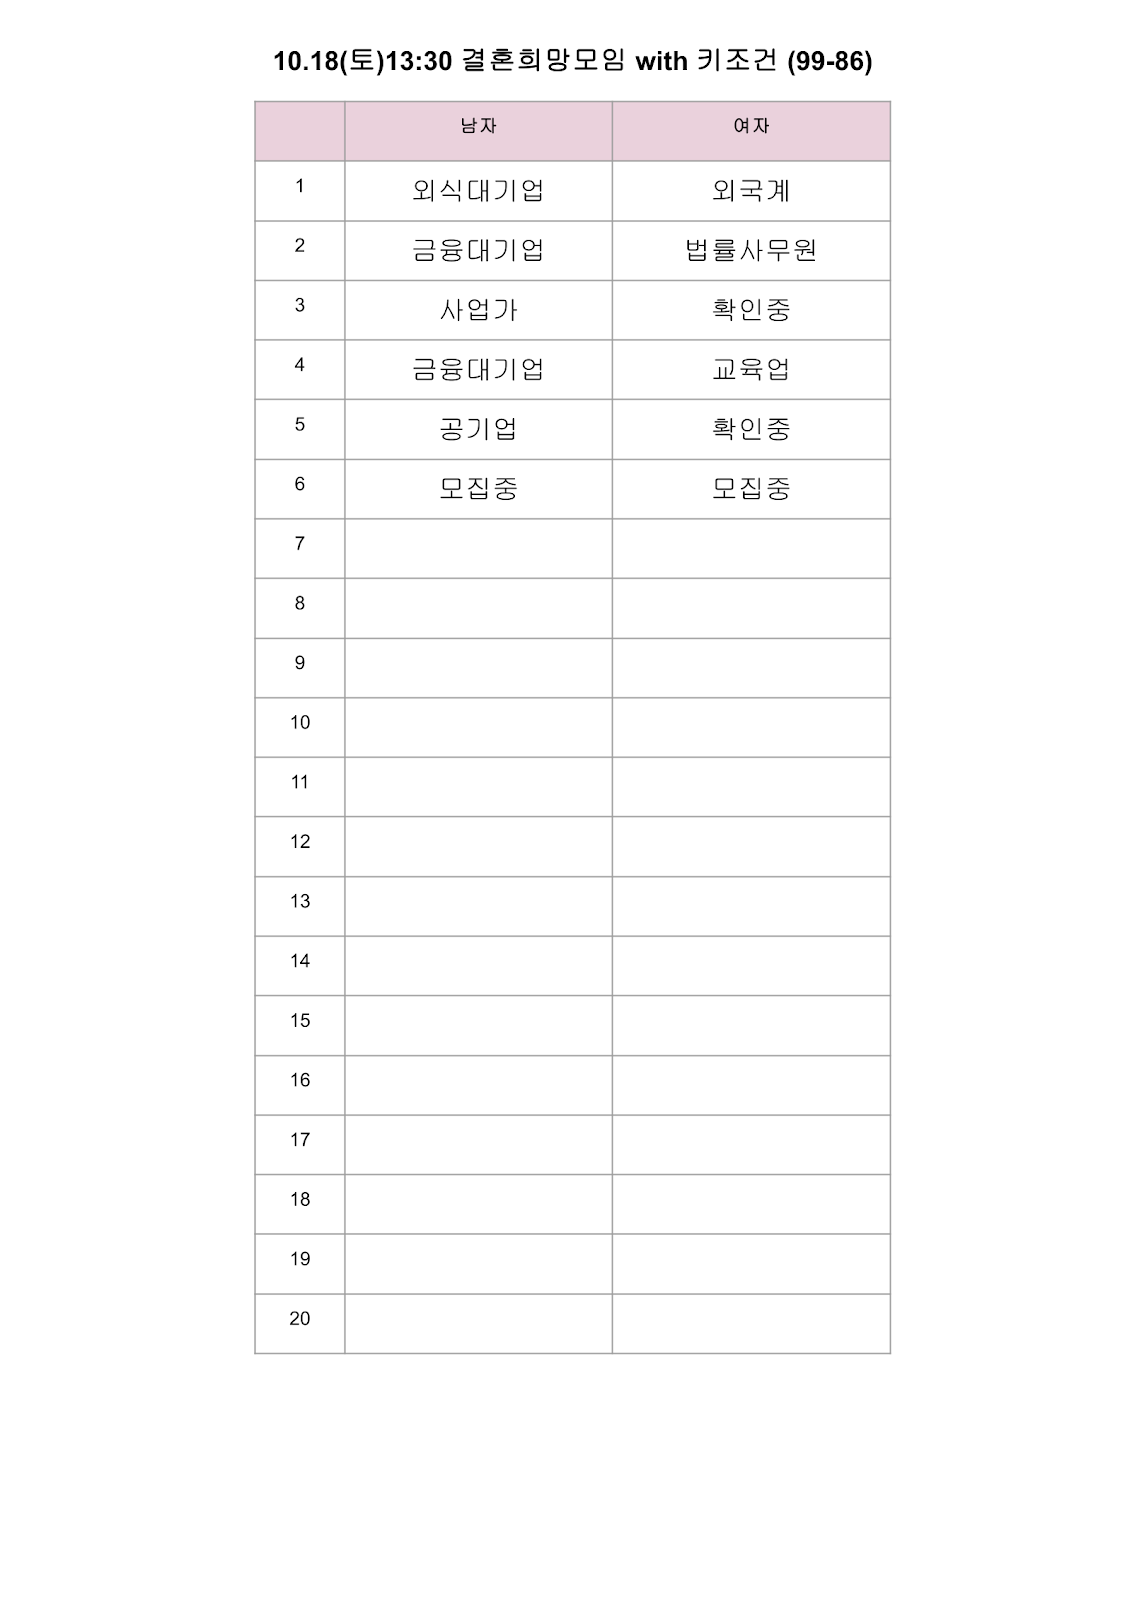 10.18(토)13:30 결혼희망모임 with 키조건 (99-86)
남자 여자
1 외식대기업 외국계
2 금융대기업 법률사무원
3 사업가 확인중
4 금융대기업 교육업
5 공기업 확인중
6 모집중 모집중
7
8
9
10
11
12
13
14
15
16
17
18
19
20